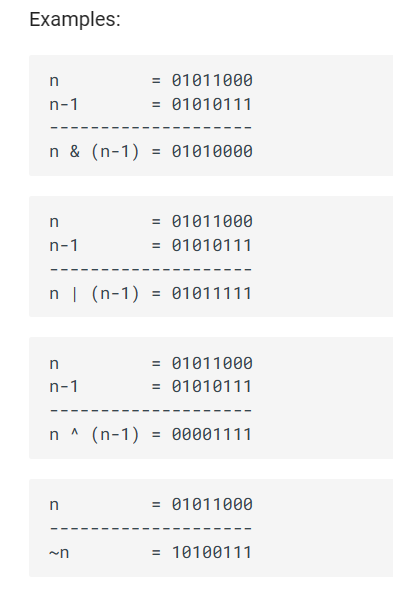 Examples:
n         = 01011000
n-1       = 01010111
--------------------
n & (n-1) = 01010000
n         = 01011000
n-1       = 01010111
--------------------
n | (n-1) = 01011111
n         = 01011000
n-1       = 01010111
--------------------
n ^ (n-1) = 00001111
n         = 01011000
--------------------
~n        = 10100111